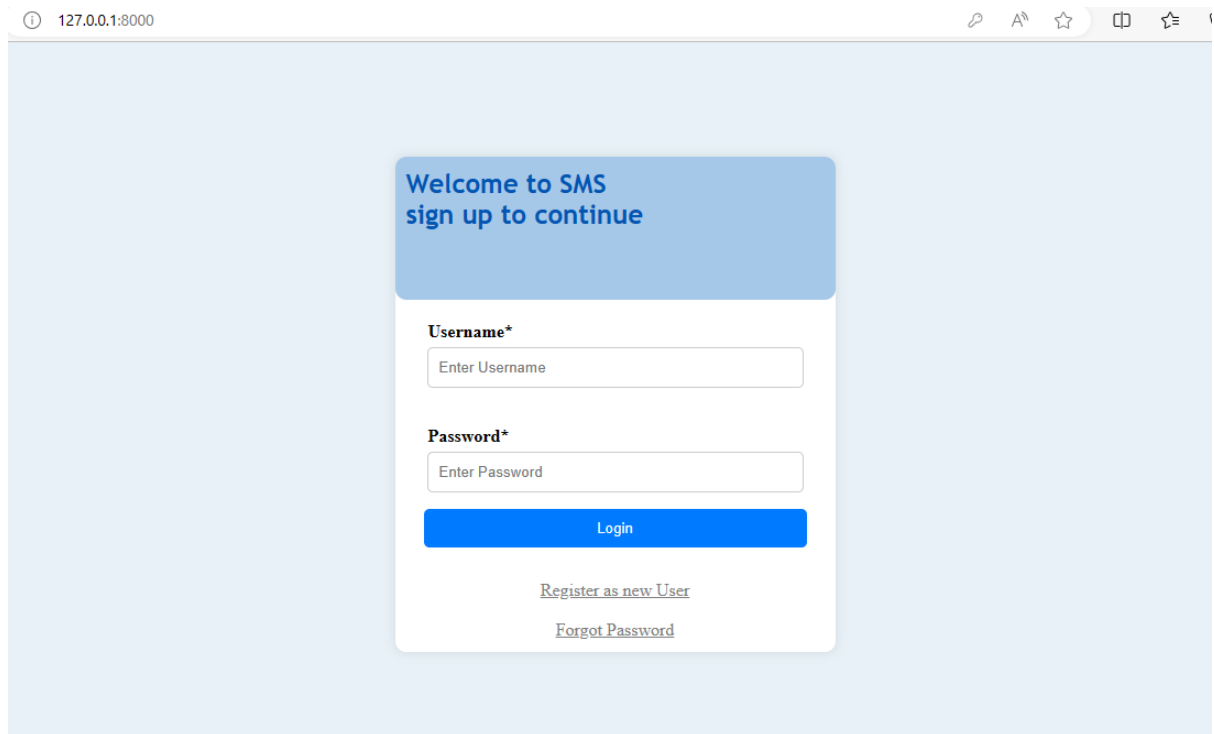 127.0.0.1:8000
Welcome to SMS
sign up to continue
Username*
Enter Username
Password*
Enter Password
Login
Register as new User
Forgot Password